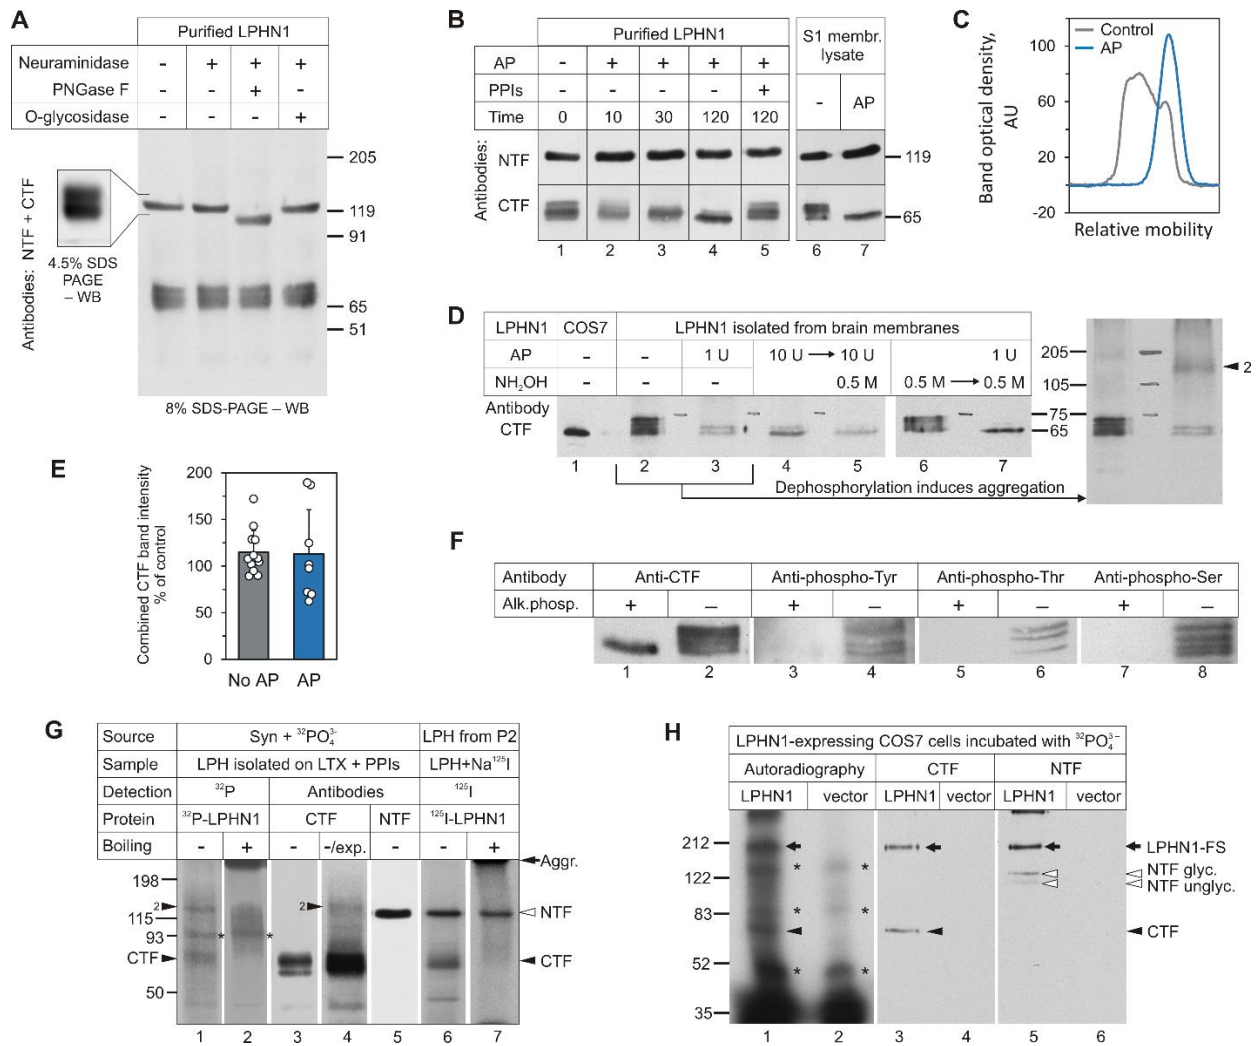 A
Purified LPHN1
Neuraminidase - + + +
PNGase F - - + -
O-glycosidase - - - +
Antibodies: NTF + CTF
4.5% SDS
PAGE
– WB
205
119
91
65
51
8% SDS-PAGE – WB
B
Purified LPHN1
S1 membr.
lysate
AP - + + + +
PPIs - - - - +
- AP
Time 0 10 30 120 120
Antibodies:
NTF
CTF
119
65
1 2 3 4 5 6 7
C
Control
AP
Band optical density,
AU
100
60
20
-20
Relative mobility
D
LPHN1 COS7 LPHN1 isolated from brain membranes
AP - - 1 U 10 U 10 U 1 U
NH2OH - - - 0.5 M 0.5 M 0.5 M
Antibody
CTF
75
65
1 2 3 4 5 6 7
Dephosphorylation induces aggregation
205
105
2
E
Combined CTF band intensity
% of control
200
150
100
50
0
No AP AP
F
Antibody Anti-CTF Anti-phospho-Tyr Anti-phospho-Thr Anti-phospho-Ser
Alk.phosp. + – + – + – + –
1 2 3 4 5 6 7 8
G
Source Syn + 32PO43- LPH from P2
Sample LPH isolated on LTX + PPIs LPH+Na125I
Detection 32P Antibodies 125I
Protein 32P-LPHN1 CTF NTF 125I-LPHN1
Boiling - + - -/exp. - - +
198
2
115
93
CTF
50
*
*
2
Aggr.
NTF
CTF
1 2 3 4 5 6 7
H
LPHN1-expressing COS7 cells incubated with 32PO43–
Autoradiography CTF NTF
LPHN1 vector LPHN1 vector LPHN1 vector
212
122
83
52
35
* *
* *
* *
LPHN1-FS
NTF glyc.
NTF unglyc.
CTF
1 2 3 4 5 6